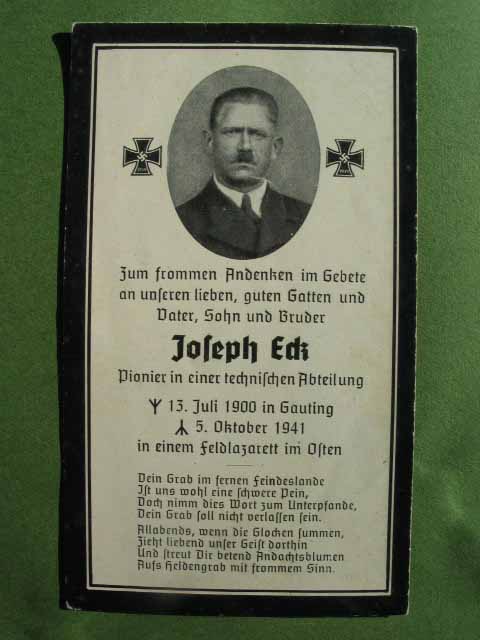 Zum frommen Andenken im Gebete
an unseren lieben, guten Gatten und
Vater, Sohn und Bruder
Joseph Eck
Pionier in einer technischen Abteilung
ᛉ 13. Juli 1900 in Gauting
ᛣ 5. Oktober 1941
in einem Feldlazarett im Osten
Dein Grab im fernen Feindeslande
Ist uns wohl eine schwere Pein,
Doch nimm dies Wort zum Unterpfande,
Dein Grab soll nicht verlassen sein.
Allabends, wenn die Glocken summen,
Zieht liebend unser Geist dorthin
Und streut Dir betend Andachtsblumen
Aufs Heldengrab mit frommem Sinn.